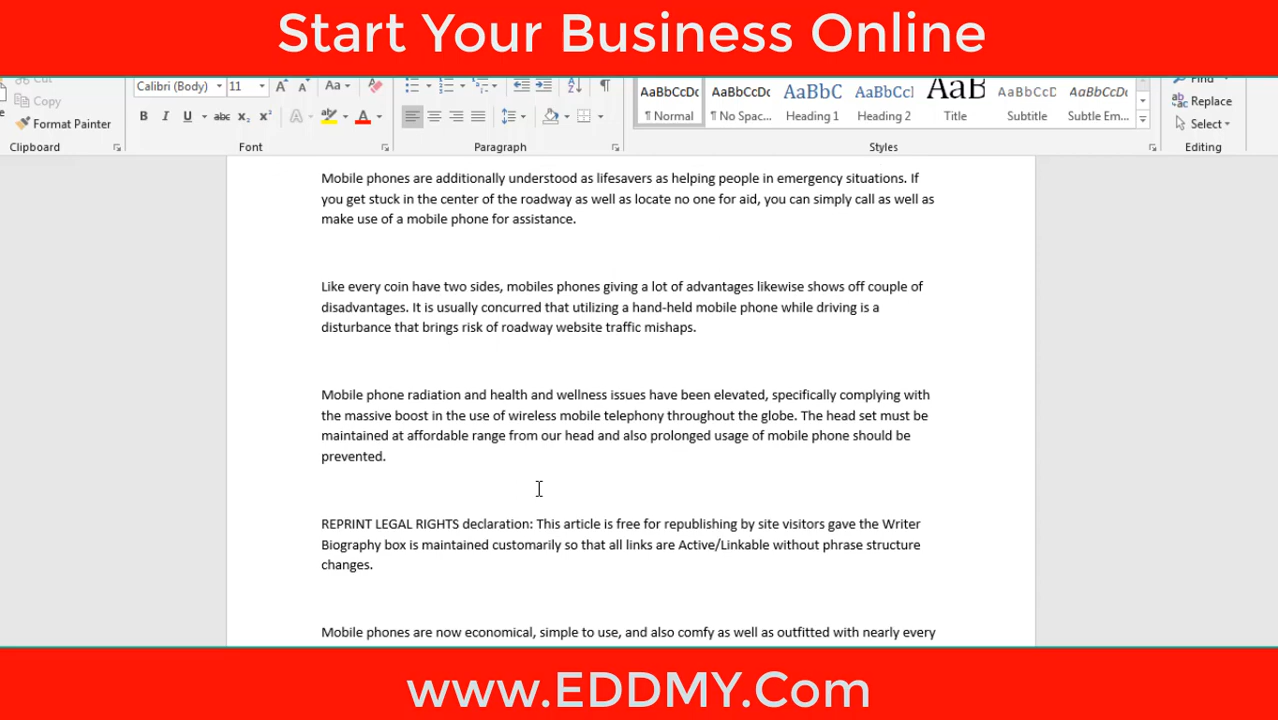 Start Your Business Online
Cut
Copy
Format Painter
Clipboard
Calibri (Body)
11
Aa
B I U abc X2 X2
A
Font
Paragraph
AaBbCcDc
¶ Normal
AaBbCcDc
¶ No Spac...
AaBbC
Heading 1
AaBbCcl
Heading 2
AaB
Title
AaBbCcD
Subtitle
AaBbCcDc
Subtle Em...
Styles
Find
Replace
Select
Editing
Mobile phones are additionally understood as lifesavers as helping people in emergency situations. If
you get stuck in the center of the roadway as well as locate no one for aid, you can simply call as well as
make use of a mobile phone for assistance.
Like every coin have two sides, mobiles phones giving a lot of advantages likewise shows off couple of
disadvantages. It is usually concurred that utilizing a hand-held mobile phone while driving is a
disturbance that brings risk of roadway website traffic mishaps.
Mobile phone radiation and health and wellness issues have been elevated, specifically complying with
the massive boost in the use of wireless mobile telephony throughout the globe. The head set must be
maintained at affordable range from our head and also prolonged usage of mobile phone should be
prevented.
REPRINT LEGAL RIGHTS declaration: This article is free for republishing by site visitors gave the Writer
Biography box is maintained customarily so that all links are Active/Linkable without phrase structure
changes.
Mobile phones are now economical, simple to use, and also comfy as well as outfitted with nearly every
www.EDDMY.Com